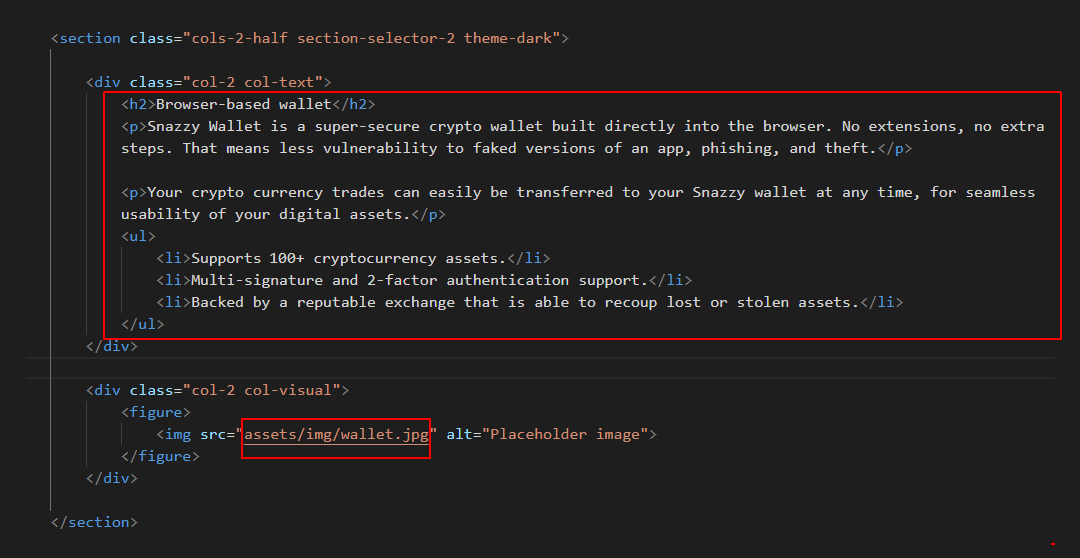 <section class="cols-2-half section-selector-2 theme-dark">
<div class="col-2 col-text">
<h2>Browser-based wallet</h2>
<p>Snazzy Wallet is a super-secure crypto wallet built directly into the browser. No extensions, no extra
steps. That means less vulnerability to faked versions of an app, phishing, and theft.</p>
<p>Your crypto currency trades can easily be transferred to your Snazzy wallet at any time, for seamless
usability of your digital assets.</p>
<ul>
<li>Supports 100+ cryptocurrency assets.</li>
<li>Multi-signature and 2-factor authentication support.</li>
<li>Backed by a reputable exchange that is able to recoup lost or stolen assets.</li>
</ul>
</div>
<div class="col-2 col-visual">
<figure>
<img src="assets/img/wallet.jpg" alt="Placeholder image">
</figure>
</div>
</section>